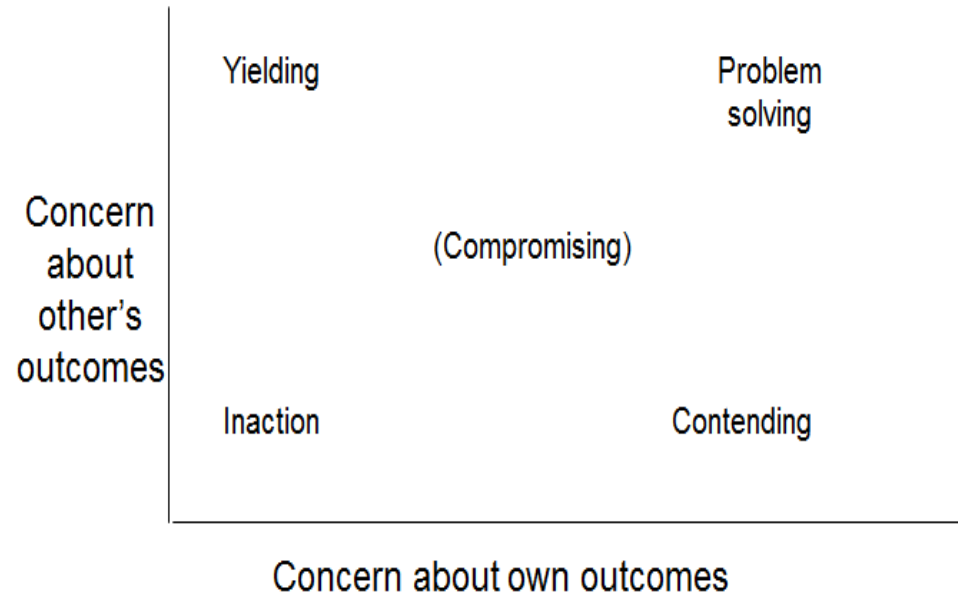 Yielding
Problem
solving
Concern
about
other’s
outcomes
(Compromising)
Inaction
Contending
Concern about own outcomes